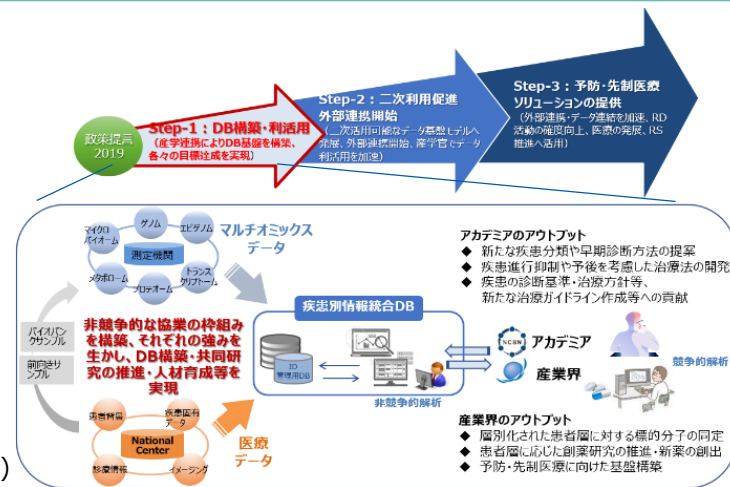 政策提言
2019
Step-1：DB構築・利活用
（産学連携によりDB基盤を構築、
各々の目標達成を実現）
Step-2：二次利用促進
外部連携開始
（二次活用可能なデータ基盤モデルへ
発展、外部連携開始、産学官でデータ
利活用を加速）
Step-3：予防・先制医療
ソリューションの提供
（外部連携・データ連結を加速、RD
活動の確度向上、医療の発展、RS
推進へ活用）
マイクロ
バイオーム
ゲノム
エピゲノム
測定機関
メタボローム
プロテオーム
トランス
クリプトーム
マルチオミックス
データ
バイオバン
クサンプル
前向きサ
ンプル
非競争的な協業の枠組み
を構築、それぞれの強みを
生かし、DB構築・共同研
究の推進・人材育成等を
実現
患者背景
疾患固有
データ
National
Center
診療情報
イメージング
医療
データ
疾患別情報統合DB
ID
管理用DB
非競争的解析
アカデミアのアウトプット
◆ 新たな疾患分類や早期診断方法の提案
◆ 疾患進行抑制や予後を考慮した治療法の開発
◆ 疾患の診断基準・治療方針等、
新たな治療ガイドライン作成等への貢献
NCBN
アカデミア
産業界
競争的解析
産業界のアウトプット
◆ 層別化された患者層に対する標的分子の同定
◆ 患者層に応じた創薬研究の推進・新薬の創出
◆ 予防・先制医療に向けた基盤構築
)